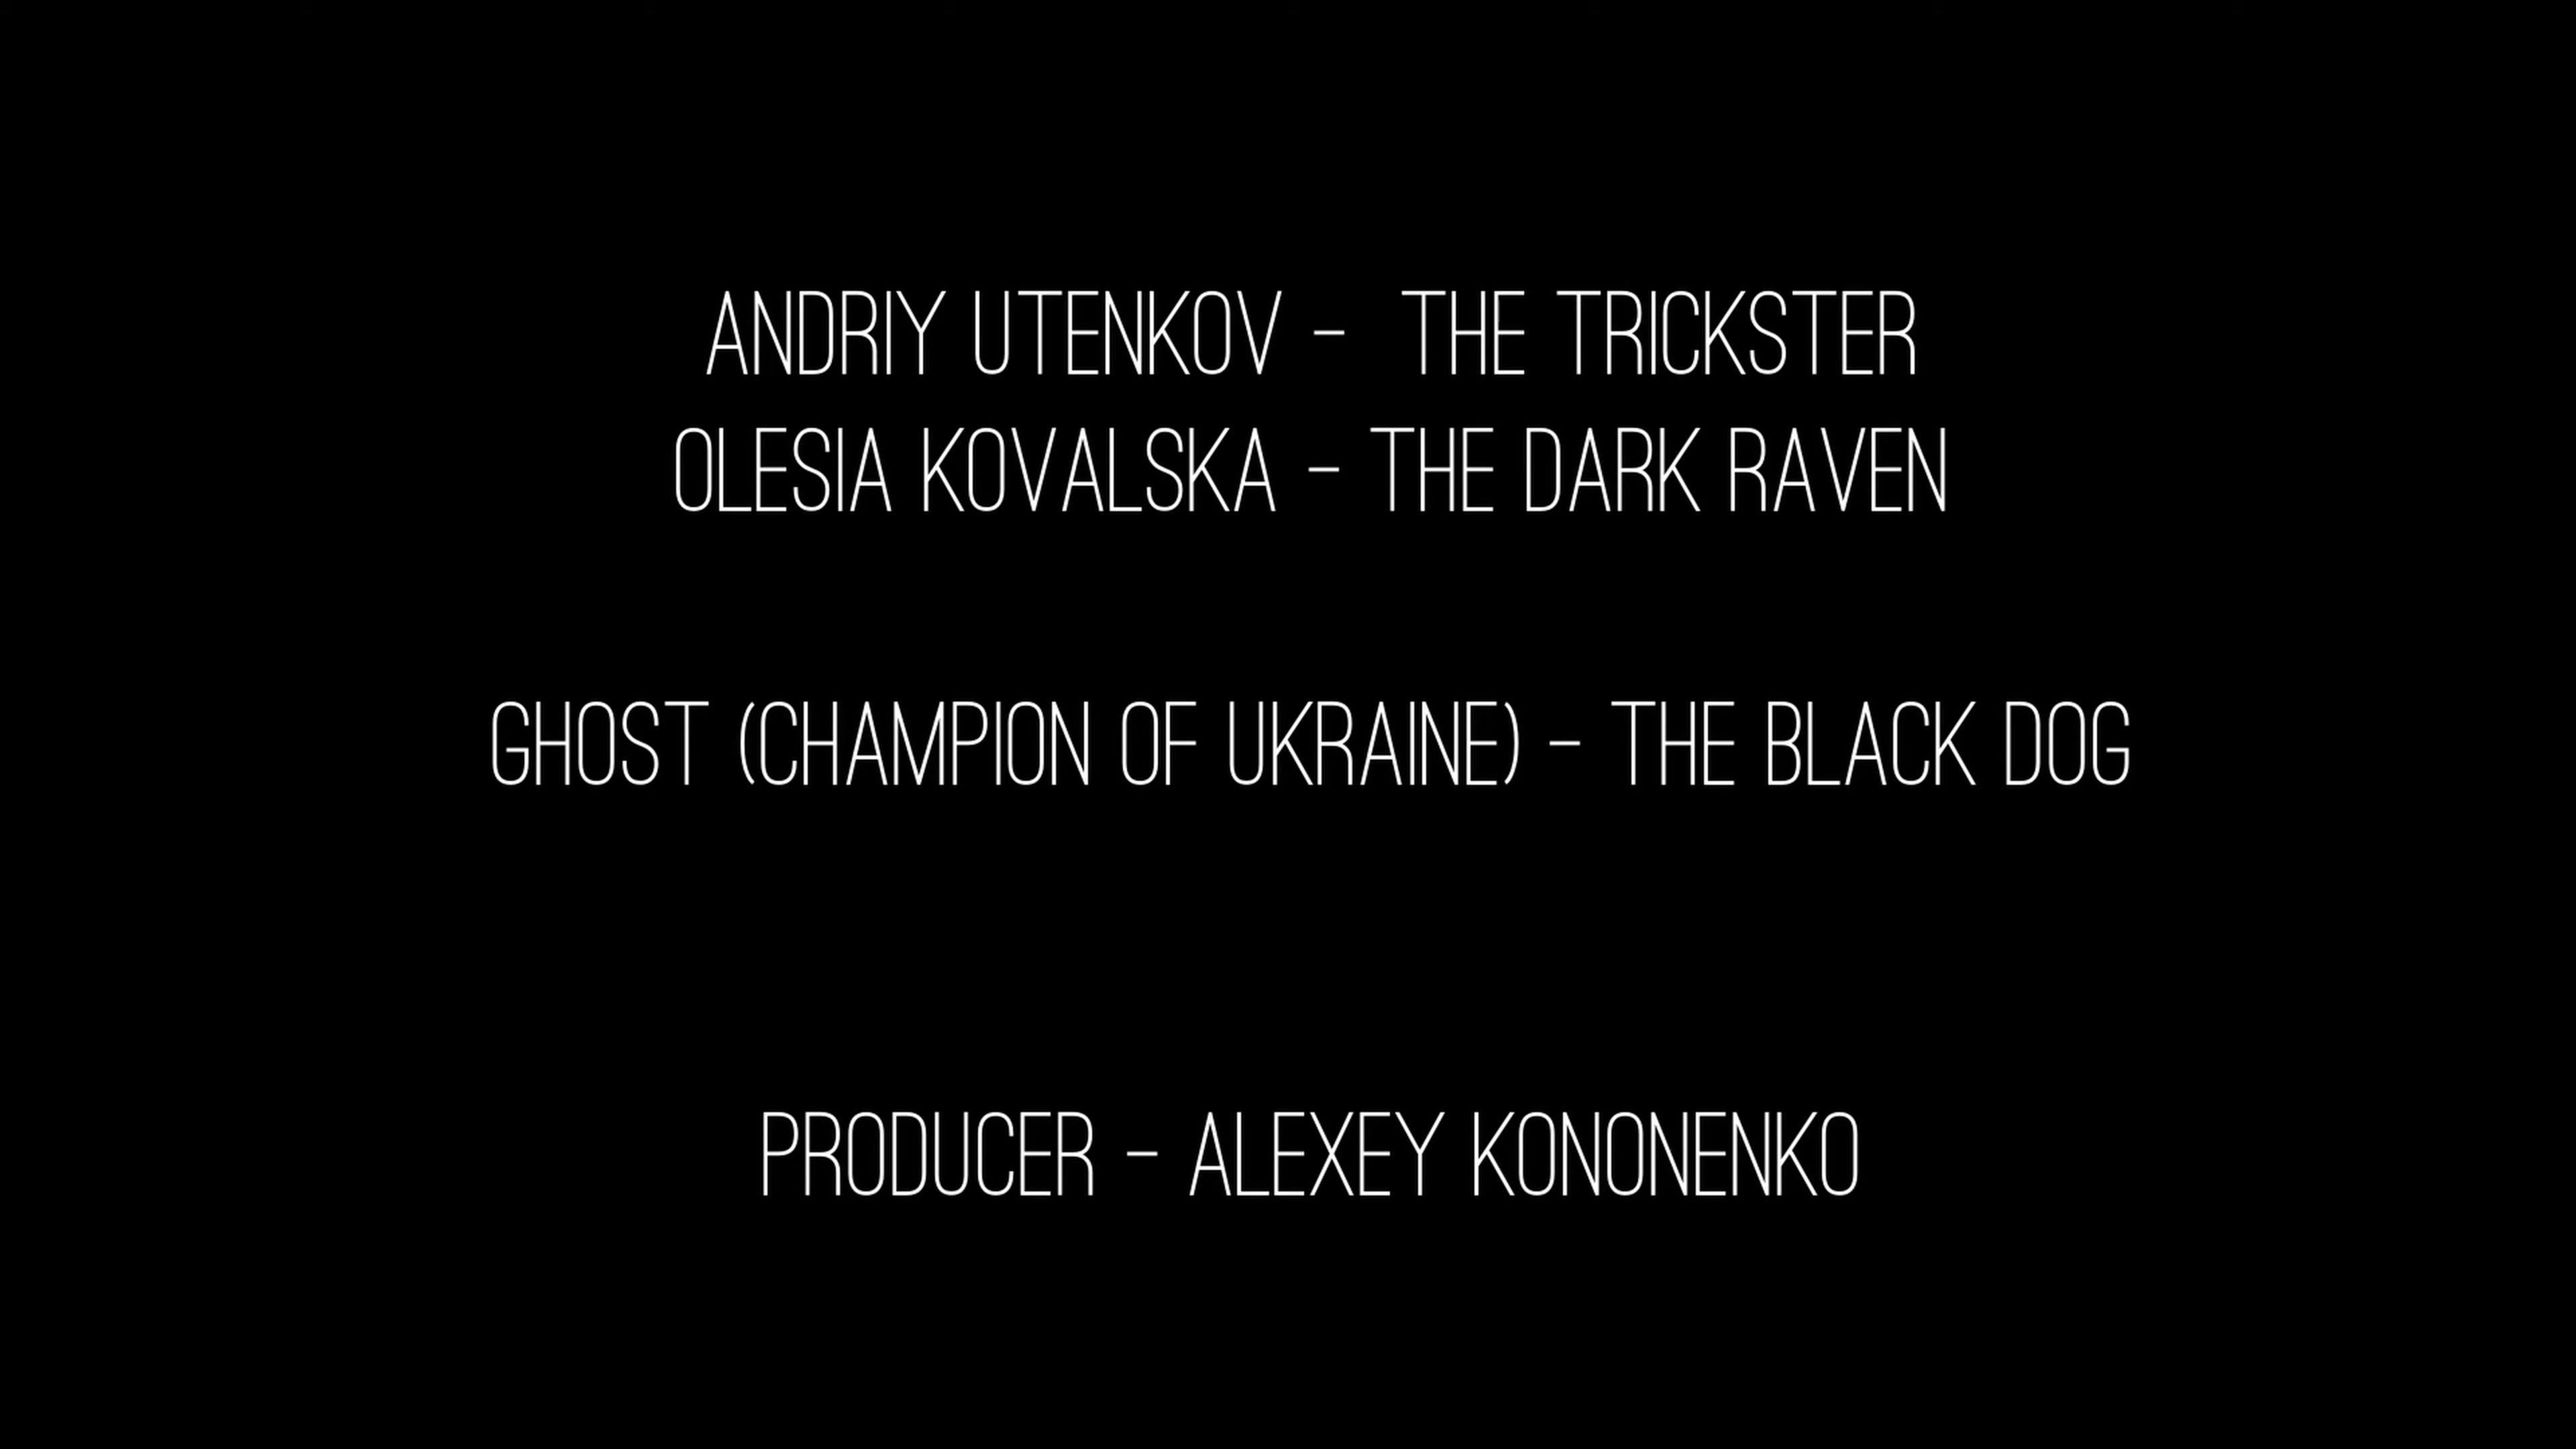 ANDRIY UTENKOV - THE TRICKSTER
OLESIA KOVALSKA - THE DARK RAVEN
GHOST (CHAMPION OF UKRAINE) - THE BLACK DOG
PRODUCER - ALEXEY KONONENKO